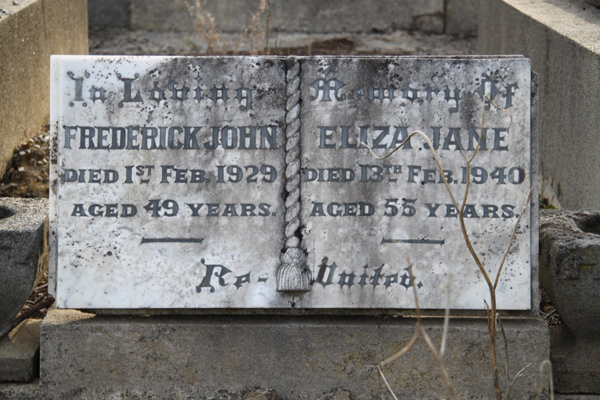 In Loving Memory Of
FREDERICK JOHN
DIED 1ST FEB. 1929
AGED 49 YEARS.
ELIZA JANE
DIED 13TH FEB. 1940
AGED 55 YEARS.
Re-United.